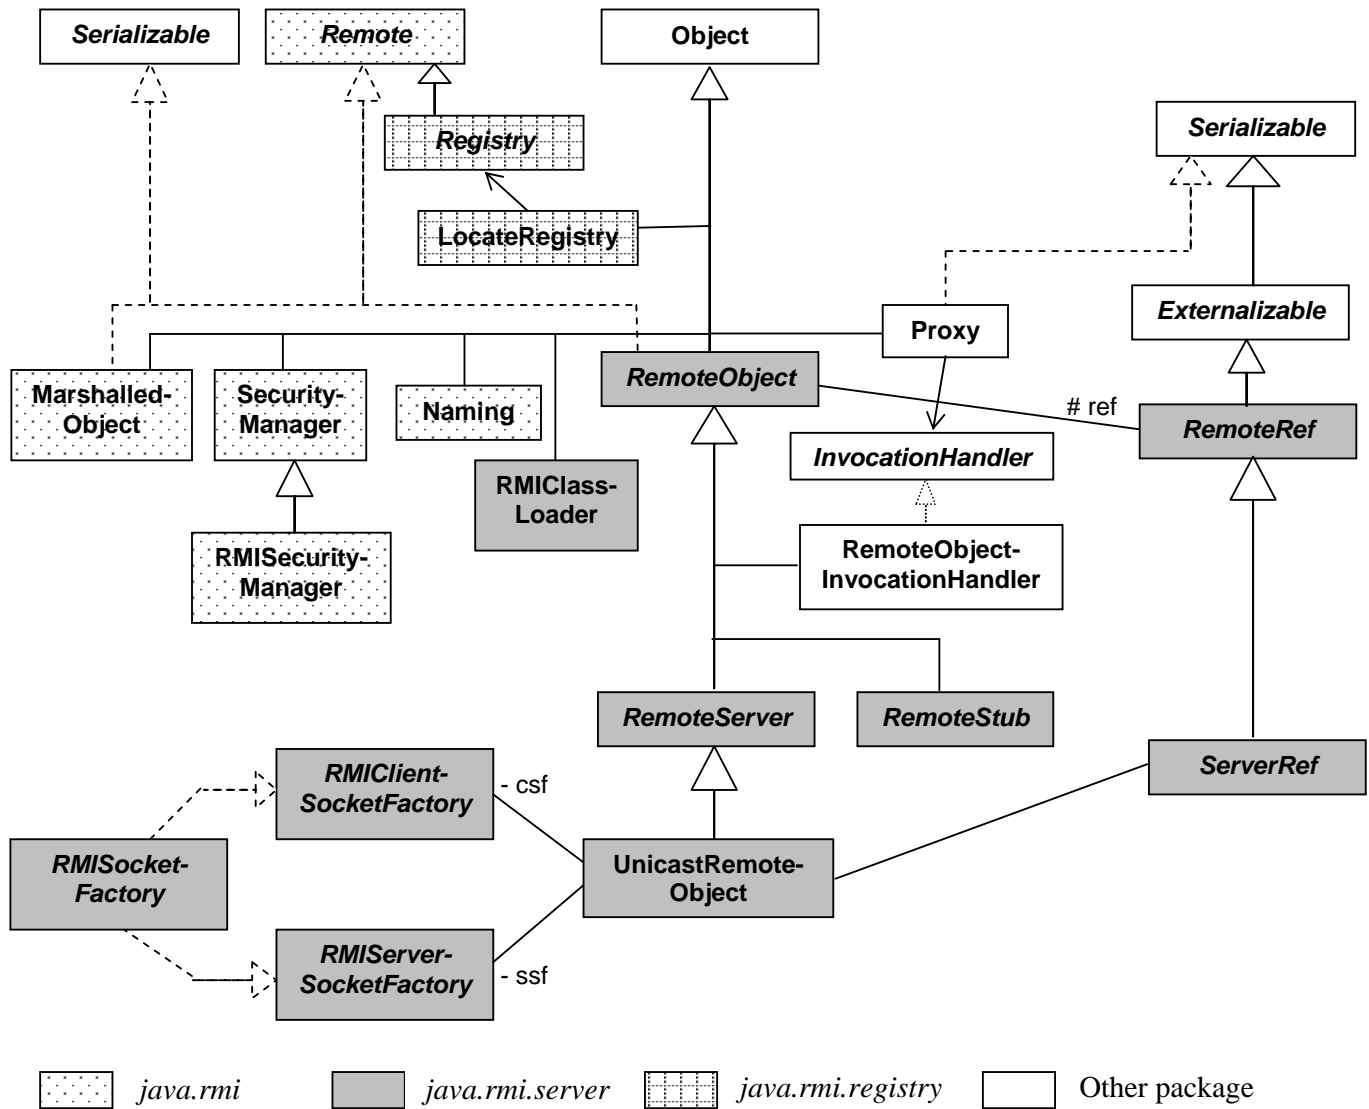 Serializable
Remote
Object
Registry
Serializable
LocateRegistry
Externalizable
Proxy
Marshalled-
Object
Security-
Manager
Naming
RemoteObject
# ref
RemoteRef
InvocationHandler
RMIClass-
Loader
RMISecurity-
Manager
RemoteObject-
InvocationHandler
RemoteServer
RemoteStub
ServerRef
RMIClient-
SocketFactory
- csf
RMISocket-
Factory
UnicastRemote-
Object
RMIServer-
SocketFactory
- ssf
java.rmi
java.rmi.server
java.rmi.registry
Other package